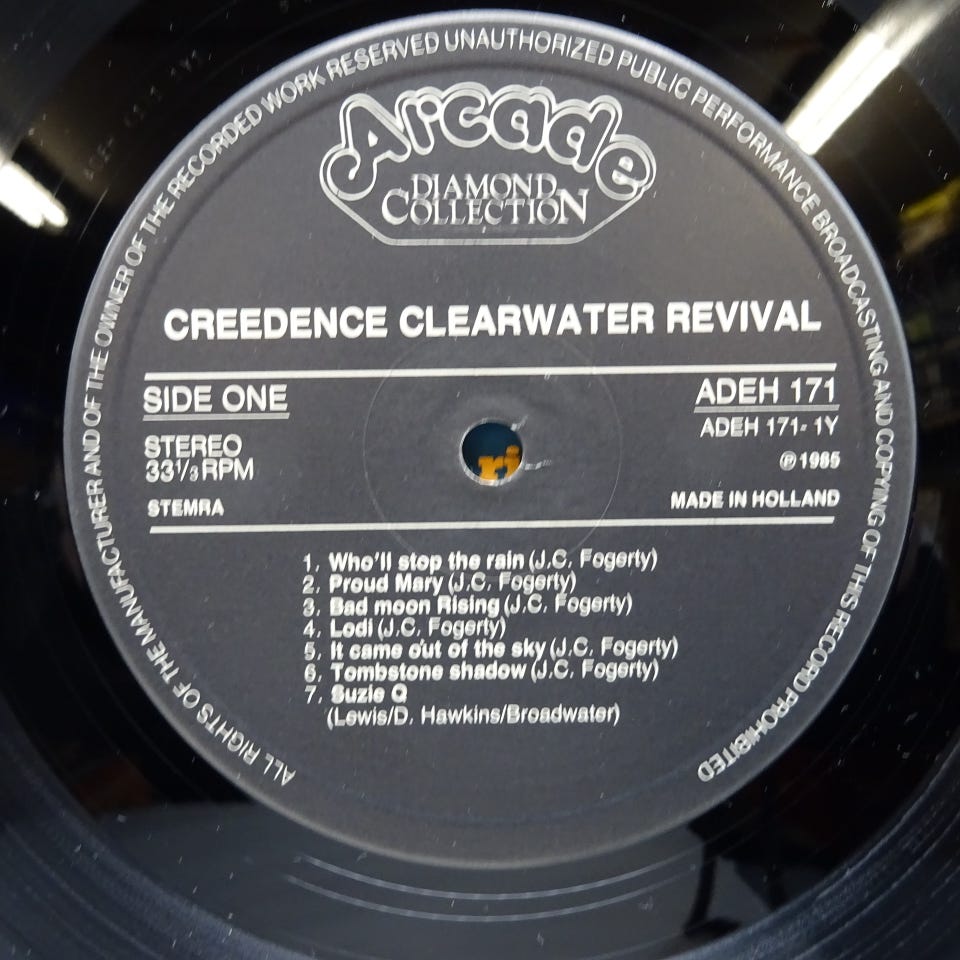 ALL RIGHTS OF THE MANUFACTURER AND OF THE OWNER OF THE RECORDED WORK RESERVED UNAUTHORIZED PUBLIC PERFORMANCE BROADCASTING AND COPYING OF THIS RECORD PROHIBITED
Arcade
DIAMOND
COLLECTION
CREEDENCE CLEARWATER REVIVAL
SIDE ONE
ADEH 171
STEREO
ADEH 171-1Y
33⅓ RPM
℗ 1985
STEMRA
MADE IN HOLLAND
ri
1. Who'll stop the rain (J.C. Fogerty)
2. Proud Mary (J.C. Fogerty)
3. Bad moon Rising (J.C. Fogerty)
4. Lodi (J.C. Fogerty)
5. It came out of the sky (J.C. Fogerty)
6. Tombstone shadow (J.C. Fogerty)
7. Suzie Q
(Lewis/D. Hawkins/Broadwater)